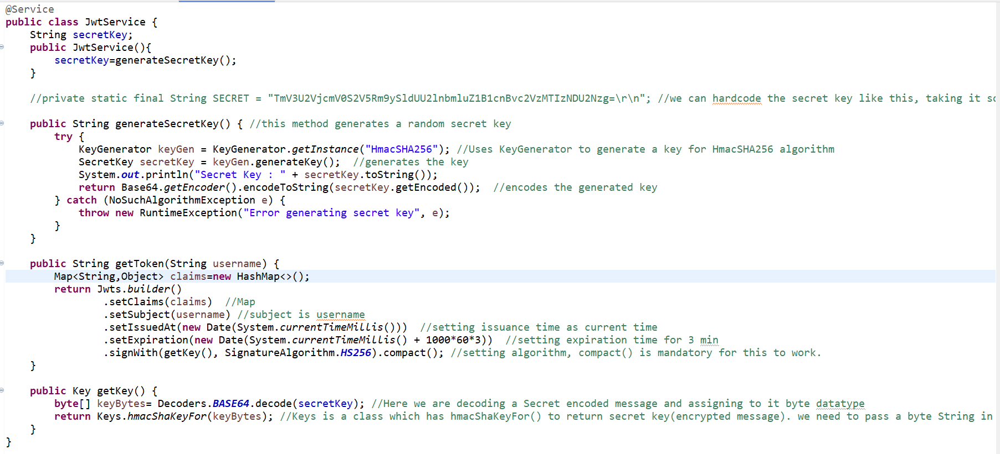 @Service
public class JwtService {
    String secretKey;
    public JwtService(){
        secretKey=generateSecretKey();
    }
    //private static final String SECRET = "TmV3U2VjcmV0S2V5Rm9ySldUU2lnbmluZ1B1cnBvc2VzMTIzNDU2Nzg=\r\n"; //we can hardcode the secret key like this, taking it
    public String generateSecretKey() { //this method generates a random secret key
        try {
            KeyGenerator keyGen = KeyGenerator.getInstance("HmacSHA256"); //Uses KeyGenerator to generate a key for HmacSHA256 algorithm
            SecretKey secretKey = keyGen.generateKey();  //generates the key
            System.out.println("Secret Key : " + secretKey.toString());
            return Base64.getEncoder().encodeToString(secretKey.getEncoded());  //encodes the generated key
        } catch (NoSuchAlgorithmException e) {
            throw new RuntimeException("Error generating secret key", e);
        }
    }
    public String getToken(String username) {
        Map<String,Object> claims=new HashMap<>();
        return Jwts.builder()
                .setClaims(claims)  //Map
                .setSubject(username) //subject is username
                .setIssuedAt(new Date(System.currentTimeMillis()))  //setting issuance time as current time
                .setExpiration(new Date(System.currentTimeMillis() + 1000*60*3))  //setting expiration time for 3 min
                .signWith(getKey(), SignatureAlgorithm.HS256).compact(); //setting algorithm, compact() is mandatory for this to work.
    }
    public Key getKey() {
        byte[] keyBytes= Decoders.BASE64.decode(secretKey); //Here we are decoding a Secret encoded message and assigning to it byte datatype
        return Keys.hmacShaKeyFor(keyBytes); //Keys is a class which has hmacShaKeyFor() to return secret key(encrypted message). we need to pass a byte String in
    }
}